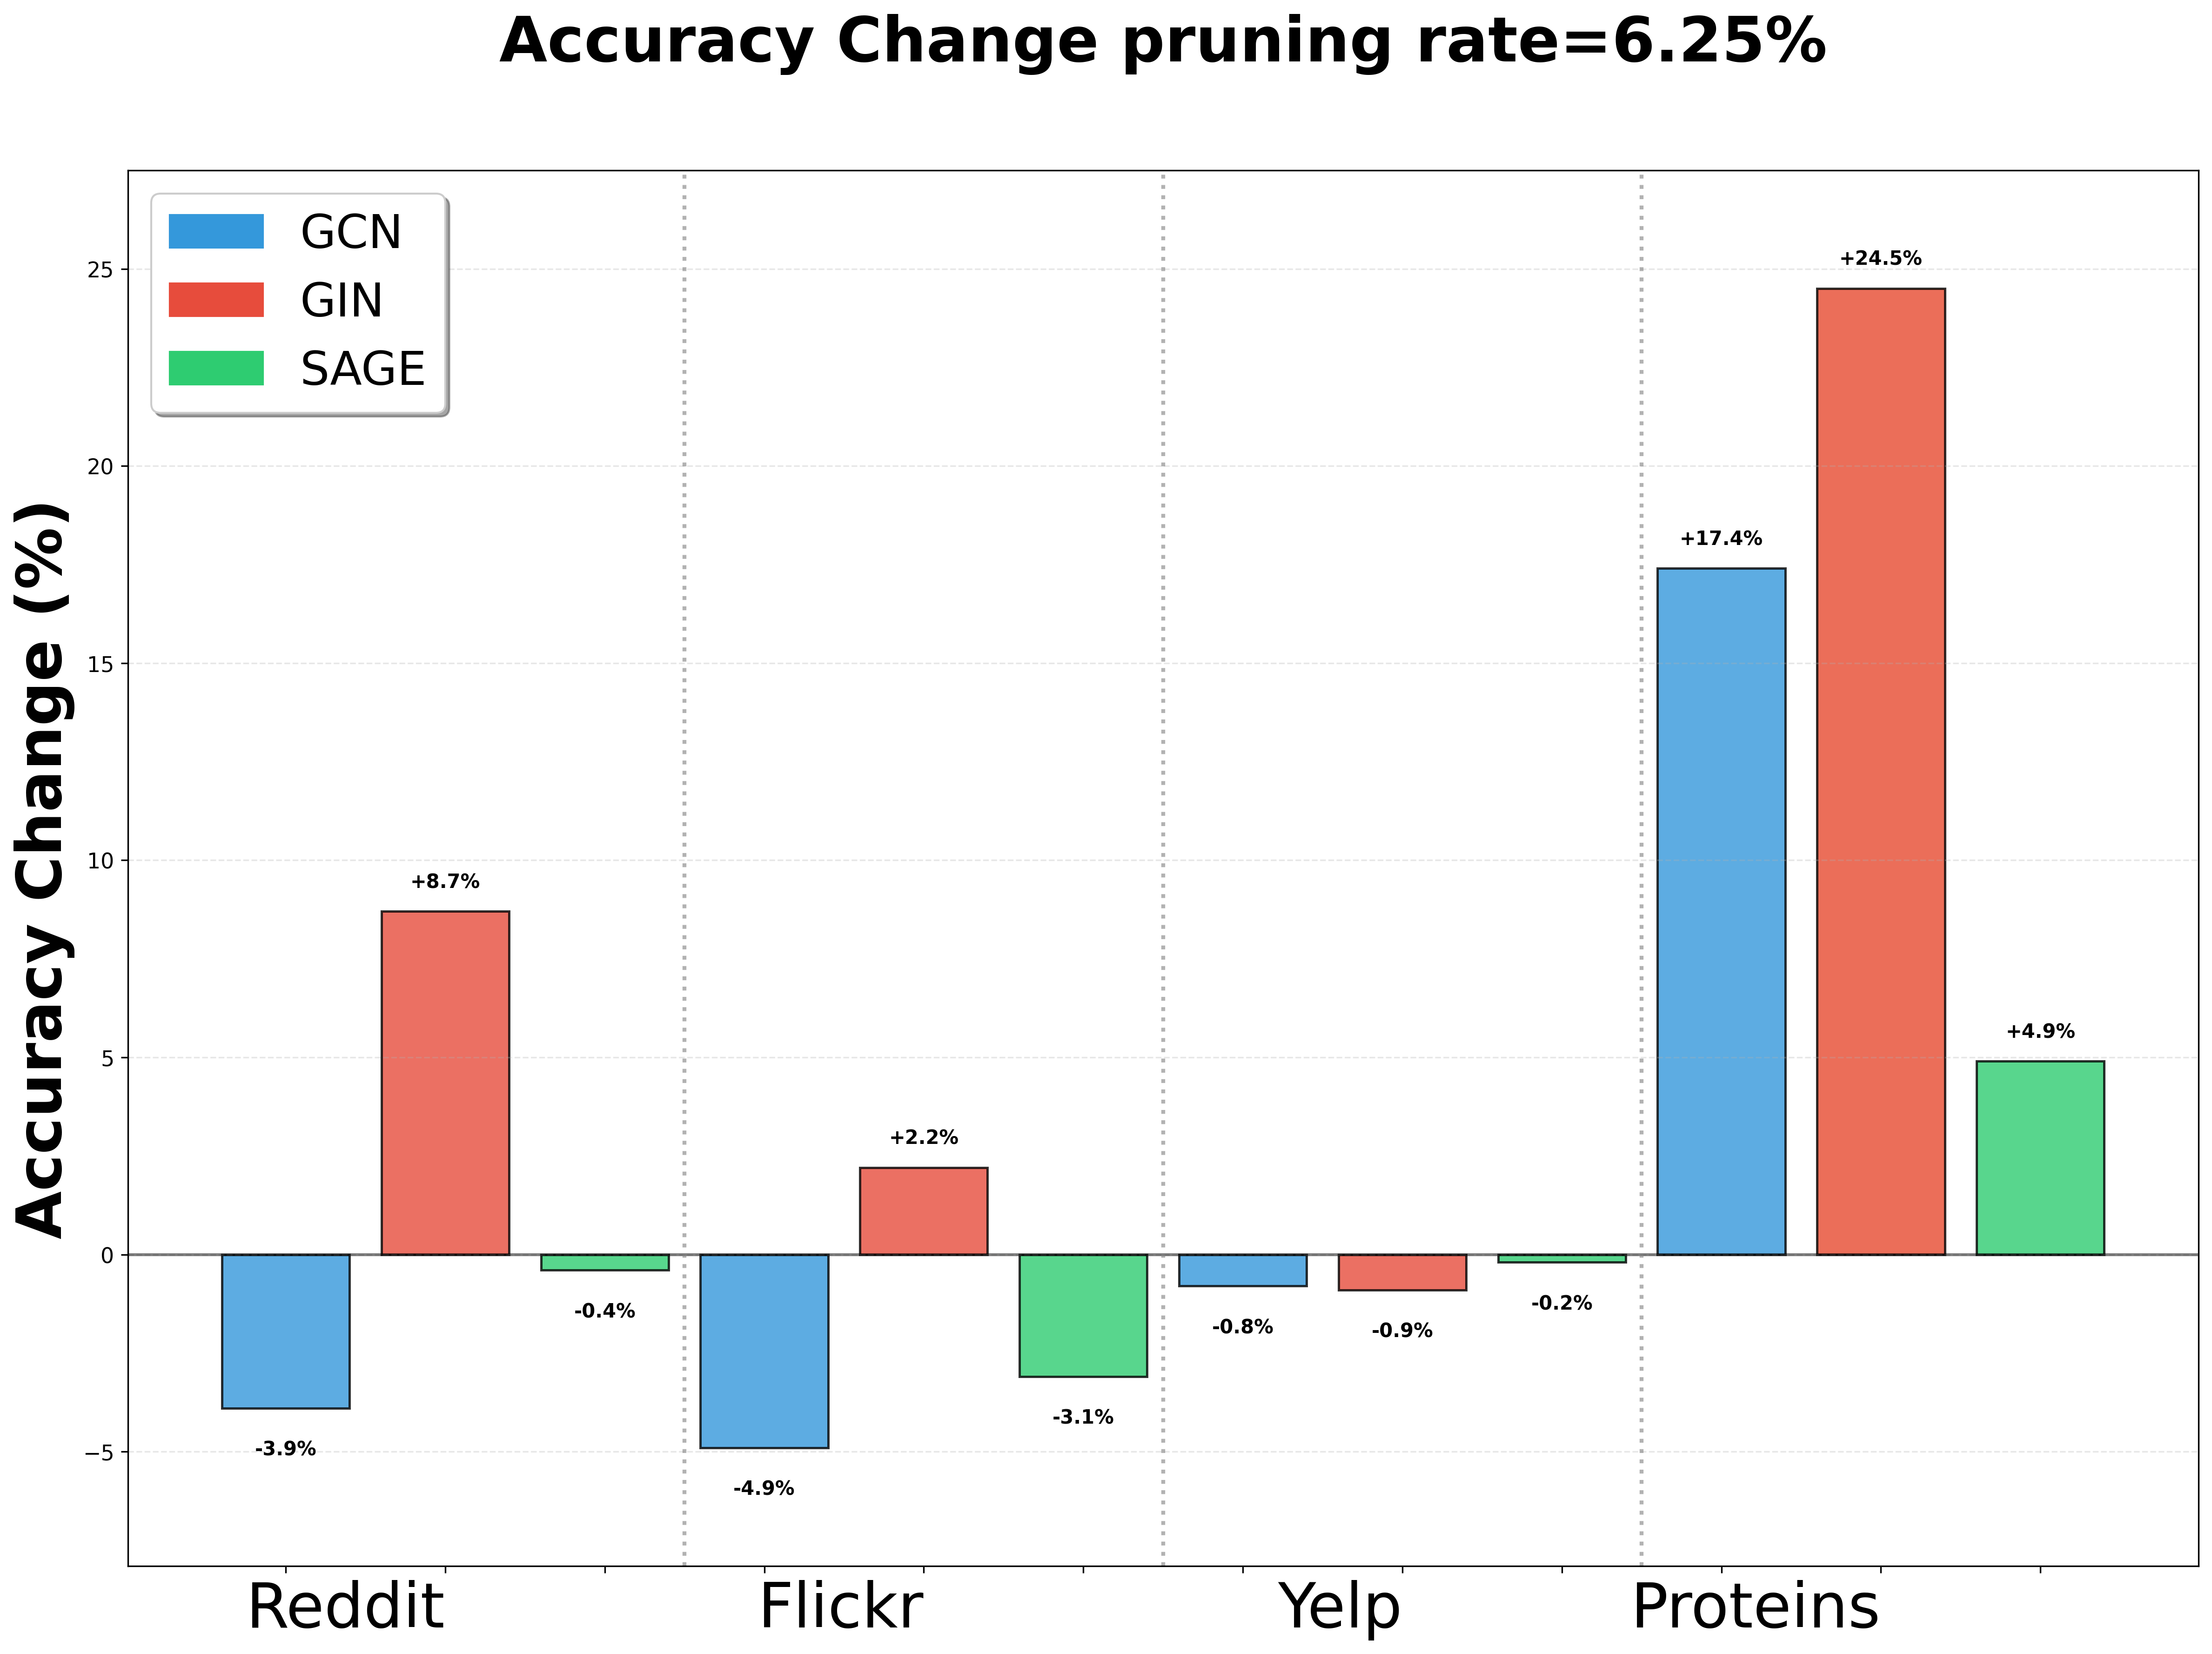 Accuracy Change pruning rate=6.25%
GCN
GIN
SAGE
Accuracy Change (%)
25
20
15
10
5
0
−5
-3.9%
+8.7%
-0.4%
-4.9%
+2.2%
-3.1%
-0.8%
-0.9%
-0.2%
+17.4%
+24.5%
+4.9%
Reddit
Flickr
Yelp
Proteins